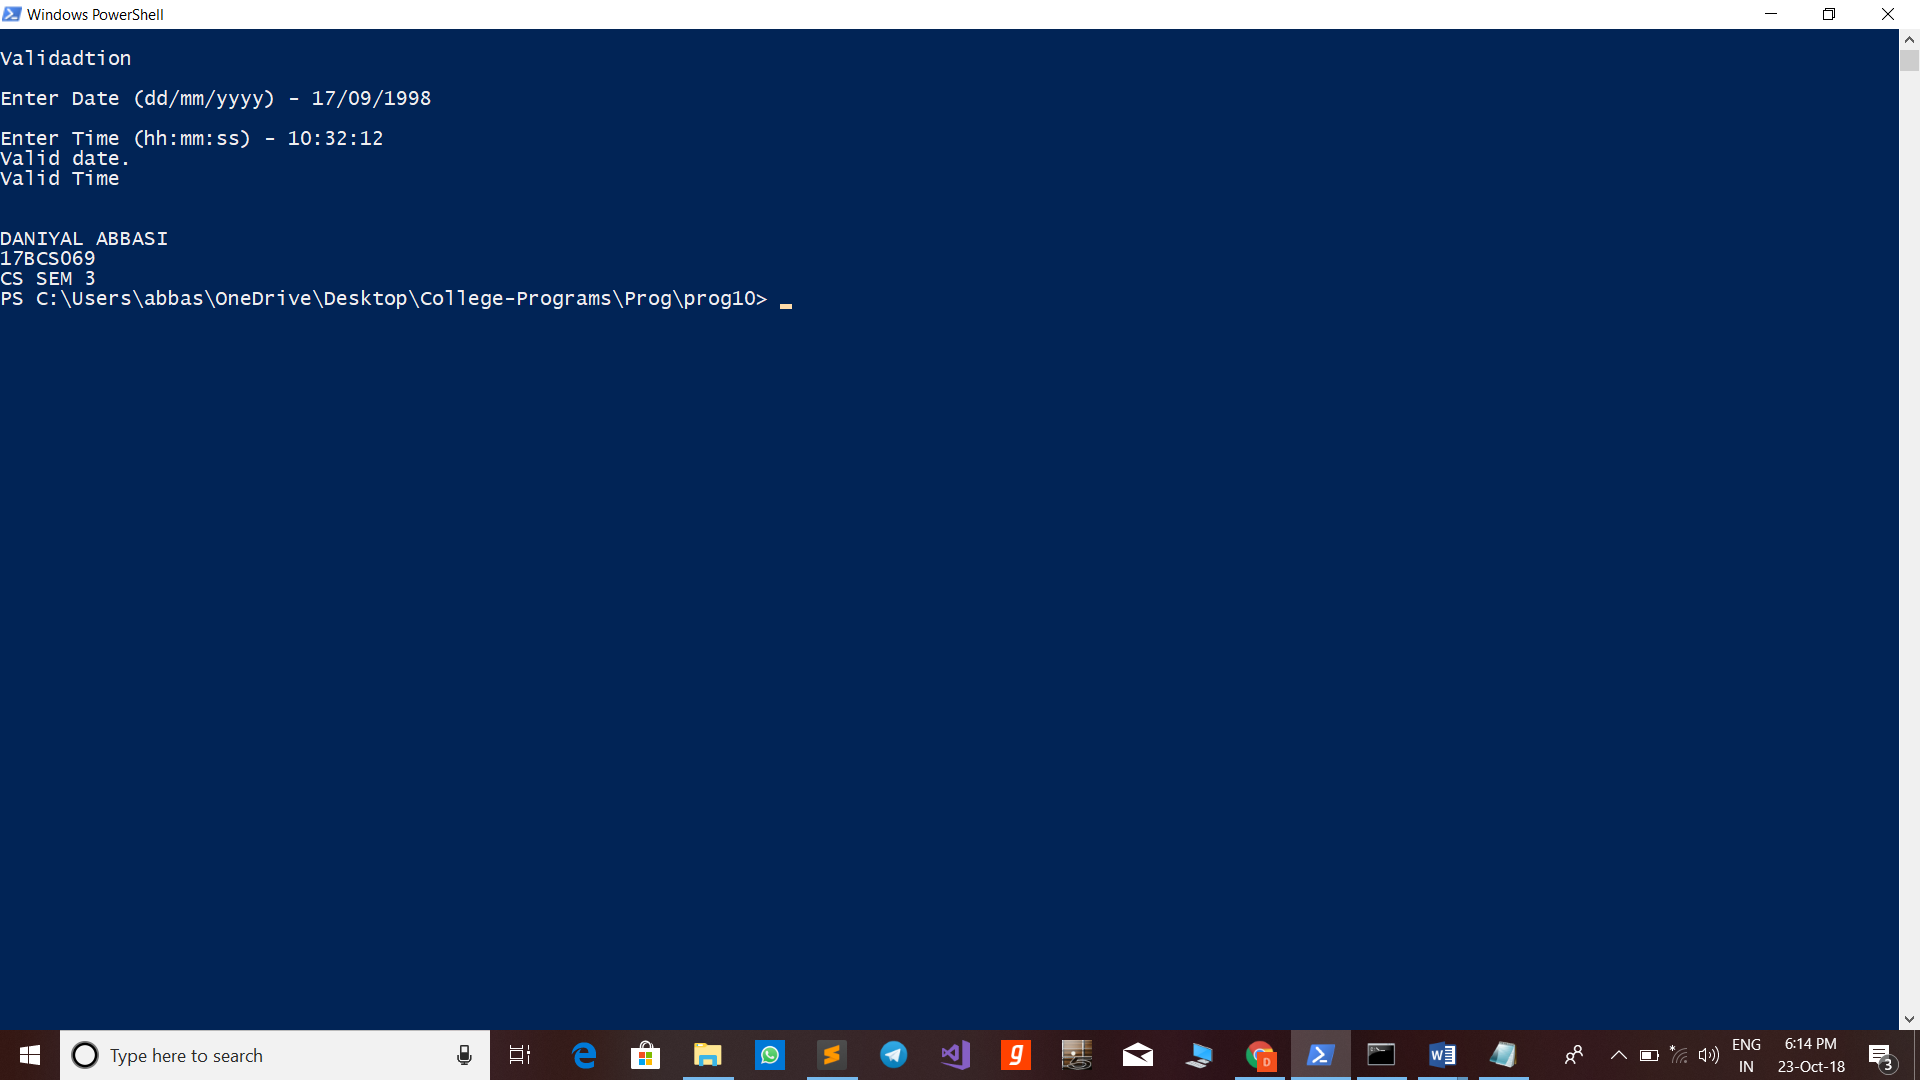 Windows PowerShell
Validadtion
Enter Date (dd/mm/yyyy) - 17/09/1998
Enter Time (hh:mm:ss) - 10:32:12
Valid date.
Valid Time
DANIYAL ABBASI
17BCS069
CS SEM 3
PS C:\Users\abbas\OneDrive\Desktop\College-Programs\Prog\prog10>
Type here to search
ENG
IN
6:14 PM
23-Oct-18
3